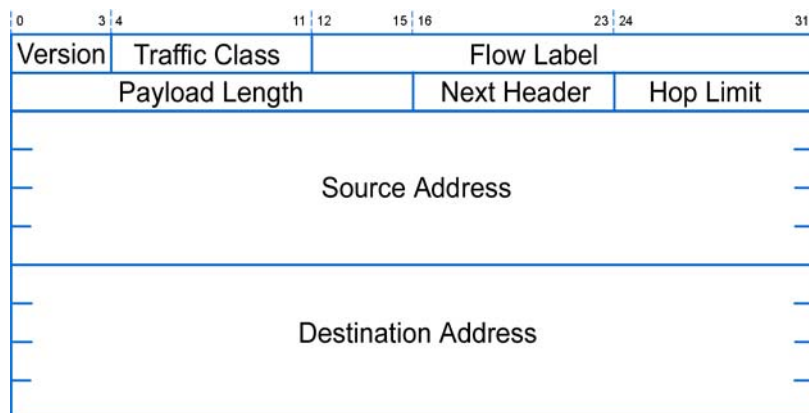 0 3 4 11 12 15 16 23 24 31
Version Traffic Class Flow Label
Payload Length Next Header Hop Limit
Source Address
Destination Address